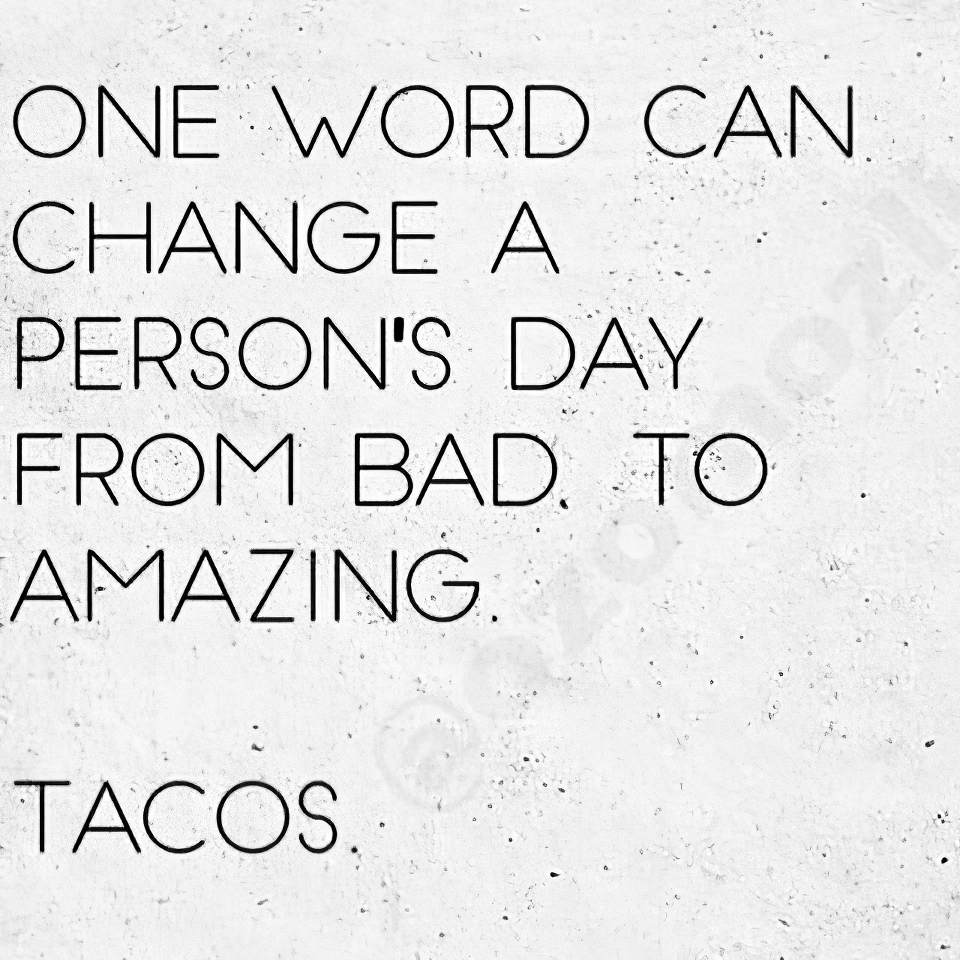 ONE WORD CAN
CHANGE A
PERSON'S DAY
FROM BAD, TO
AMAZING.
TACOS.